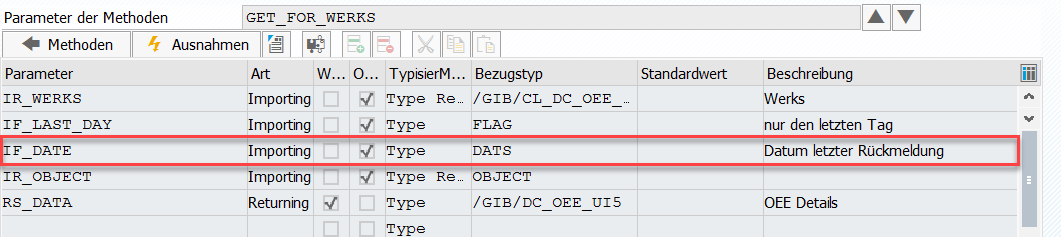 Parameter der Methoden GET_FOR_WERKS
Methoden Ausnahmen
Parameter Art W... O... TypisierM... Bezugstyp Standardwert Beschreibung
IR_WERKS Importing Type Re... /GIB/CL_DC_OEE_... Werks
IF_LAST_DAY Importing Type FLAG nur den letzten Tag
IF_DATE Importing Type DATS Datum letzter Rückmeldung
IR_OBJECT Importing Type Re... OBJECT
RS_DATA Returning Type /GIB/DC_OEE_UI5 OEE Details
Type